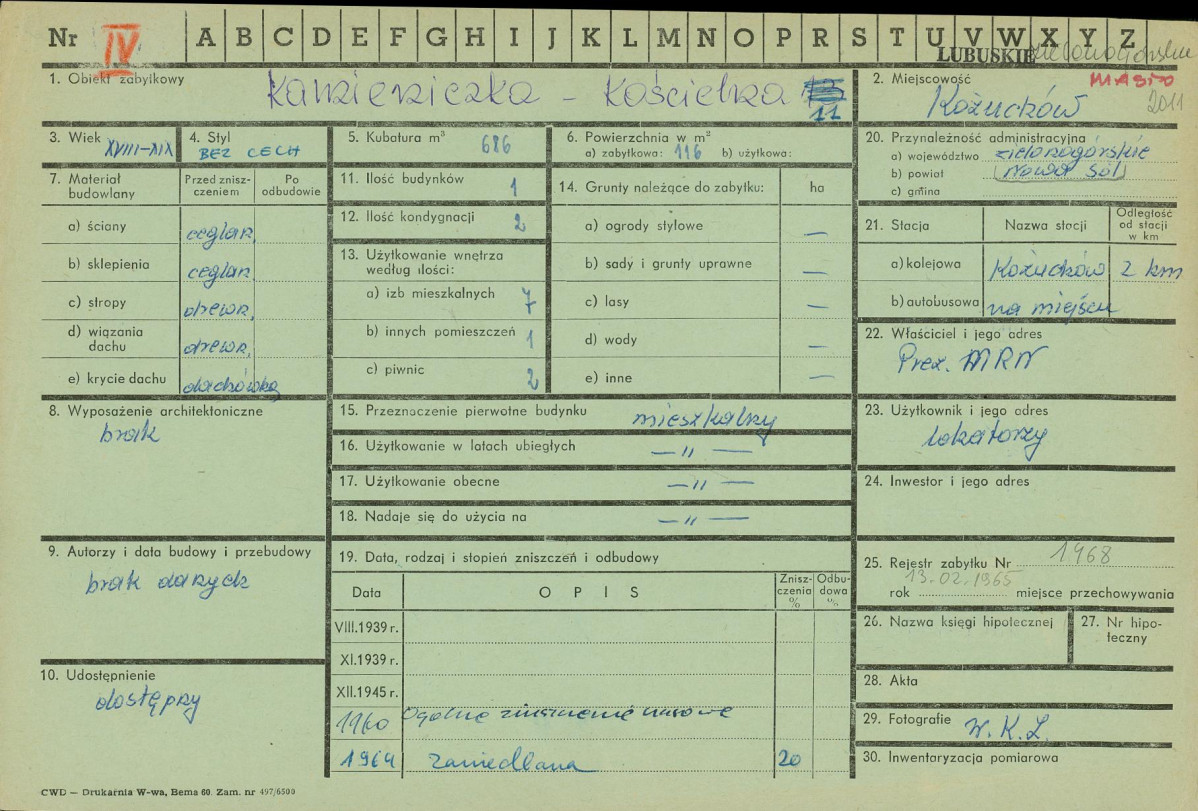 Nr IV A B C D E F G H I J K L M N O P R S T U V W X Y Z
LUBUSKIE
1. Obiekt zabytkowy
Kamieniczka – Kościelna
11
2. Miejscowość MIASTO
Kożuchów 2011
3. Wiek XVIII–XIX
4. Styl
BEZ CECH
5. Kubatura m³ 686
6. Powierzchnia w m²
a) zabytkowa: 116 b) użytkowa:
20. Przynależność administracyjna
a) województwo zielonogórskie
b) powiat (Nowa Sól)
c) gmina
7. Materiał budowlany
Przed zniszczeniem
Po odbudowie
a) ściany ceglan.
b) sklepienia ceglan.
c) stropy drewn.
d) wiązania dachu drewn.
e) krycie dachu dachówka
11. Ilość budynków 1
12. Ilość kondygnacji 2
13. Użytkowanie wnętrza według ilości:
a) izb mieszkalnych 7
b) innych pomieszczeń 1
c) piwnic 2
14. Grunty należące do zabytku: ha
a) ogrody stylowe —
b) sady i grunty uprawne —
c) lasy —
d) wody —
e) inne —
21. Stacja Nazwa stacji Odległość od stacji w km
a) kolejowa Kożuchów 2 km
b) autobusowa na miejscu
22. Właściciel i jego adres
Prez. MRN
8. Wyposażenie architektoniczne
brak
15. Przeznaczenie pierwotne budynku mieszkalny
16. Użytkowanie w latach ubiegłych — " —
17. Użytkowanie obecne — " —
18. Nadaje się do użycia na — " —
23. Użytkownik i jego adres
lokatorzy
24. Inwestor i jego adres
9. Autorzy i data budowy i przebudowy
brak danych
10. Udostępnienie
dostępny
19. Data, rodzaj i stopień zniszczeń i odbudowy
Data OPIS Zniszczenia % Odbudowa %
VIII.1939 r.
XI.1939 r.
XII.1945 r.
1960 Ogólne
1964 zaniedbana 20
25. Rejestr zabytku Nr 1968
rok 13.02.1965 miejsce przechowywania
26. Nazwa księgi hipotecznej
27. Nr hipoteczny
28. Akta
29. Fotografie W.K.Z.
30. Inwentaryzacja pomiarowa
CWD — Drukarnia W-wa, Bema 60. Zam. nr 497/6500